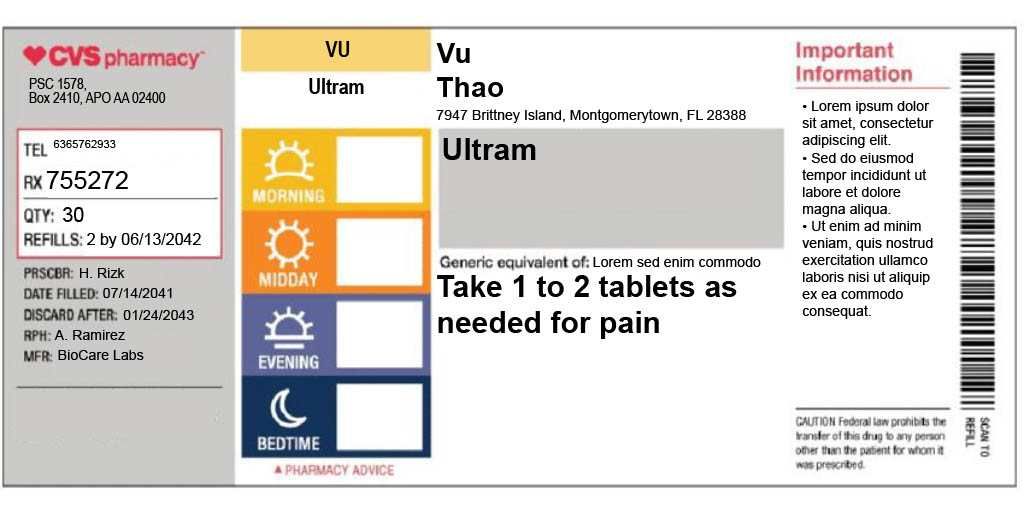 CVS pharmacy
PSC 1578,
Box 2410, APO AA 02400
TEL 6365762933
RX 755272
QTY: 30
REFILLS: 2 by 06/13/2042
PRSCBR: H. Rizk
DATE FILLED: 07/14/2041
DISCARD AFTER: 01/24/2043
RPH: A. Ramirez
MFR: BioCare Labs
VU
Ultram
MORNING
MIDDAY
EVENING
BEDTIME
▲ PHARMACY ADVICE
Vu
Thao
7947 Brittney Island, Montgomerytown, FL 28388
Ultram
Generic equivalent of: Lorem sed enim commodo
Take 1 to 2 tablets as
needed for pain
Important
Information
• Lorem ipsum dolor
sit amet, consectetur
adipiscing elit.
• Sed do eiusmod
tempor incididunt ut
labore et dolore
magna aliqua.
• Ut enim ad minim
veniam, quis nostrud
exercitation ullamco
laboris nisi ut aliquip
ex ea commodo
consequat.
CAUTION Federal law prohibits the
transfer of this drug to any person
other than the patient for whom it
was prescribed.
SCAN TO
REFILL